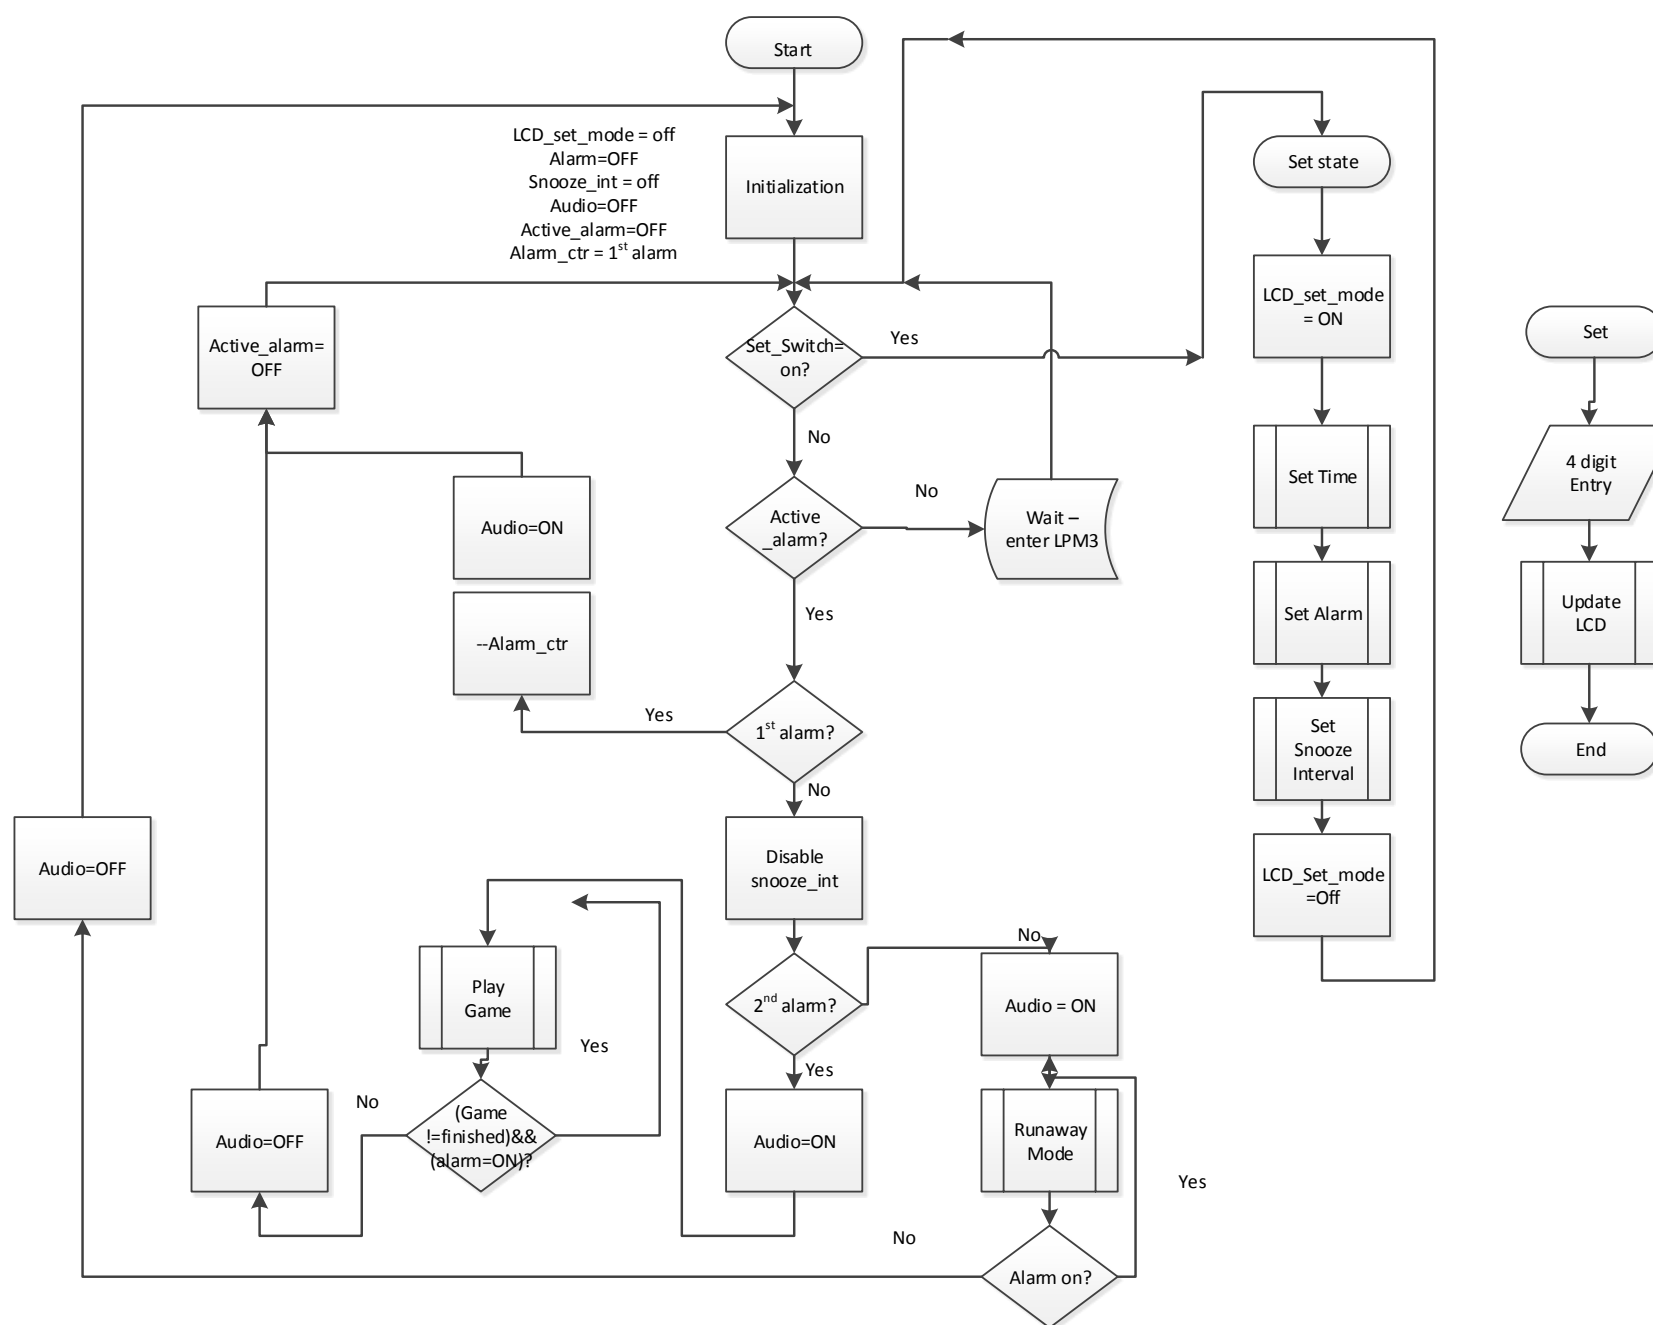 Start
LCD_set_mode = off
Alarm=OFF
Snooze_int = off
Audio=OFF
Active_alarm=OFF
Alarm_ctr = 1st alarm
Initialization
Set state
LCD_set_mode
= ON
Active_alarm=
OFF
Set_Switch=
on?
Yes
Set
No
Audio=ON
Active
_alarm?
No
Wait –
enter LPM3
Set Time
4 digit
Entry
Yes
--Alarm_ctr
Set Alarm
Update
LCD
Yes
1st alarm?
Set
Snooze
Interval
End
No
Audio=OFF
Disable
snooze_int
LCD_Set_mode
=Off
No
Play
Game
2nd alarm?
Audio = ON
Yes
Yes
No
Audio=OFF
(Game
!=finished)&&
(alarm=ON)?
Audio=ON
Runaway
Mode
Yes
No
Alarm on?